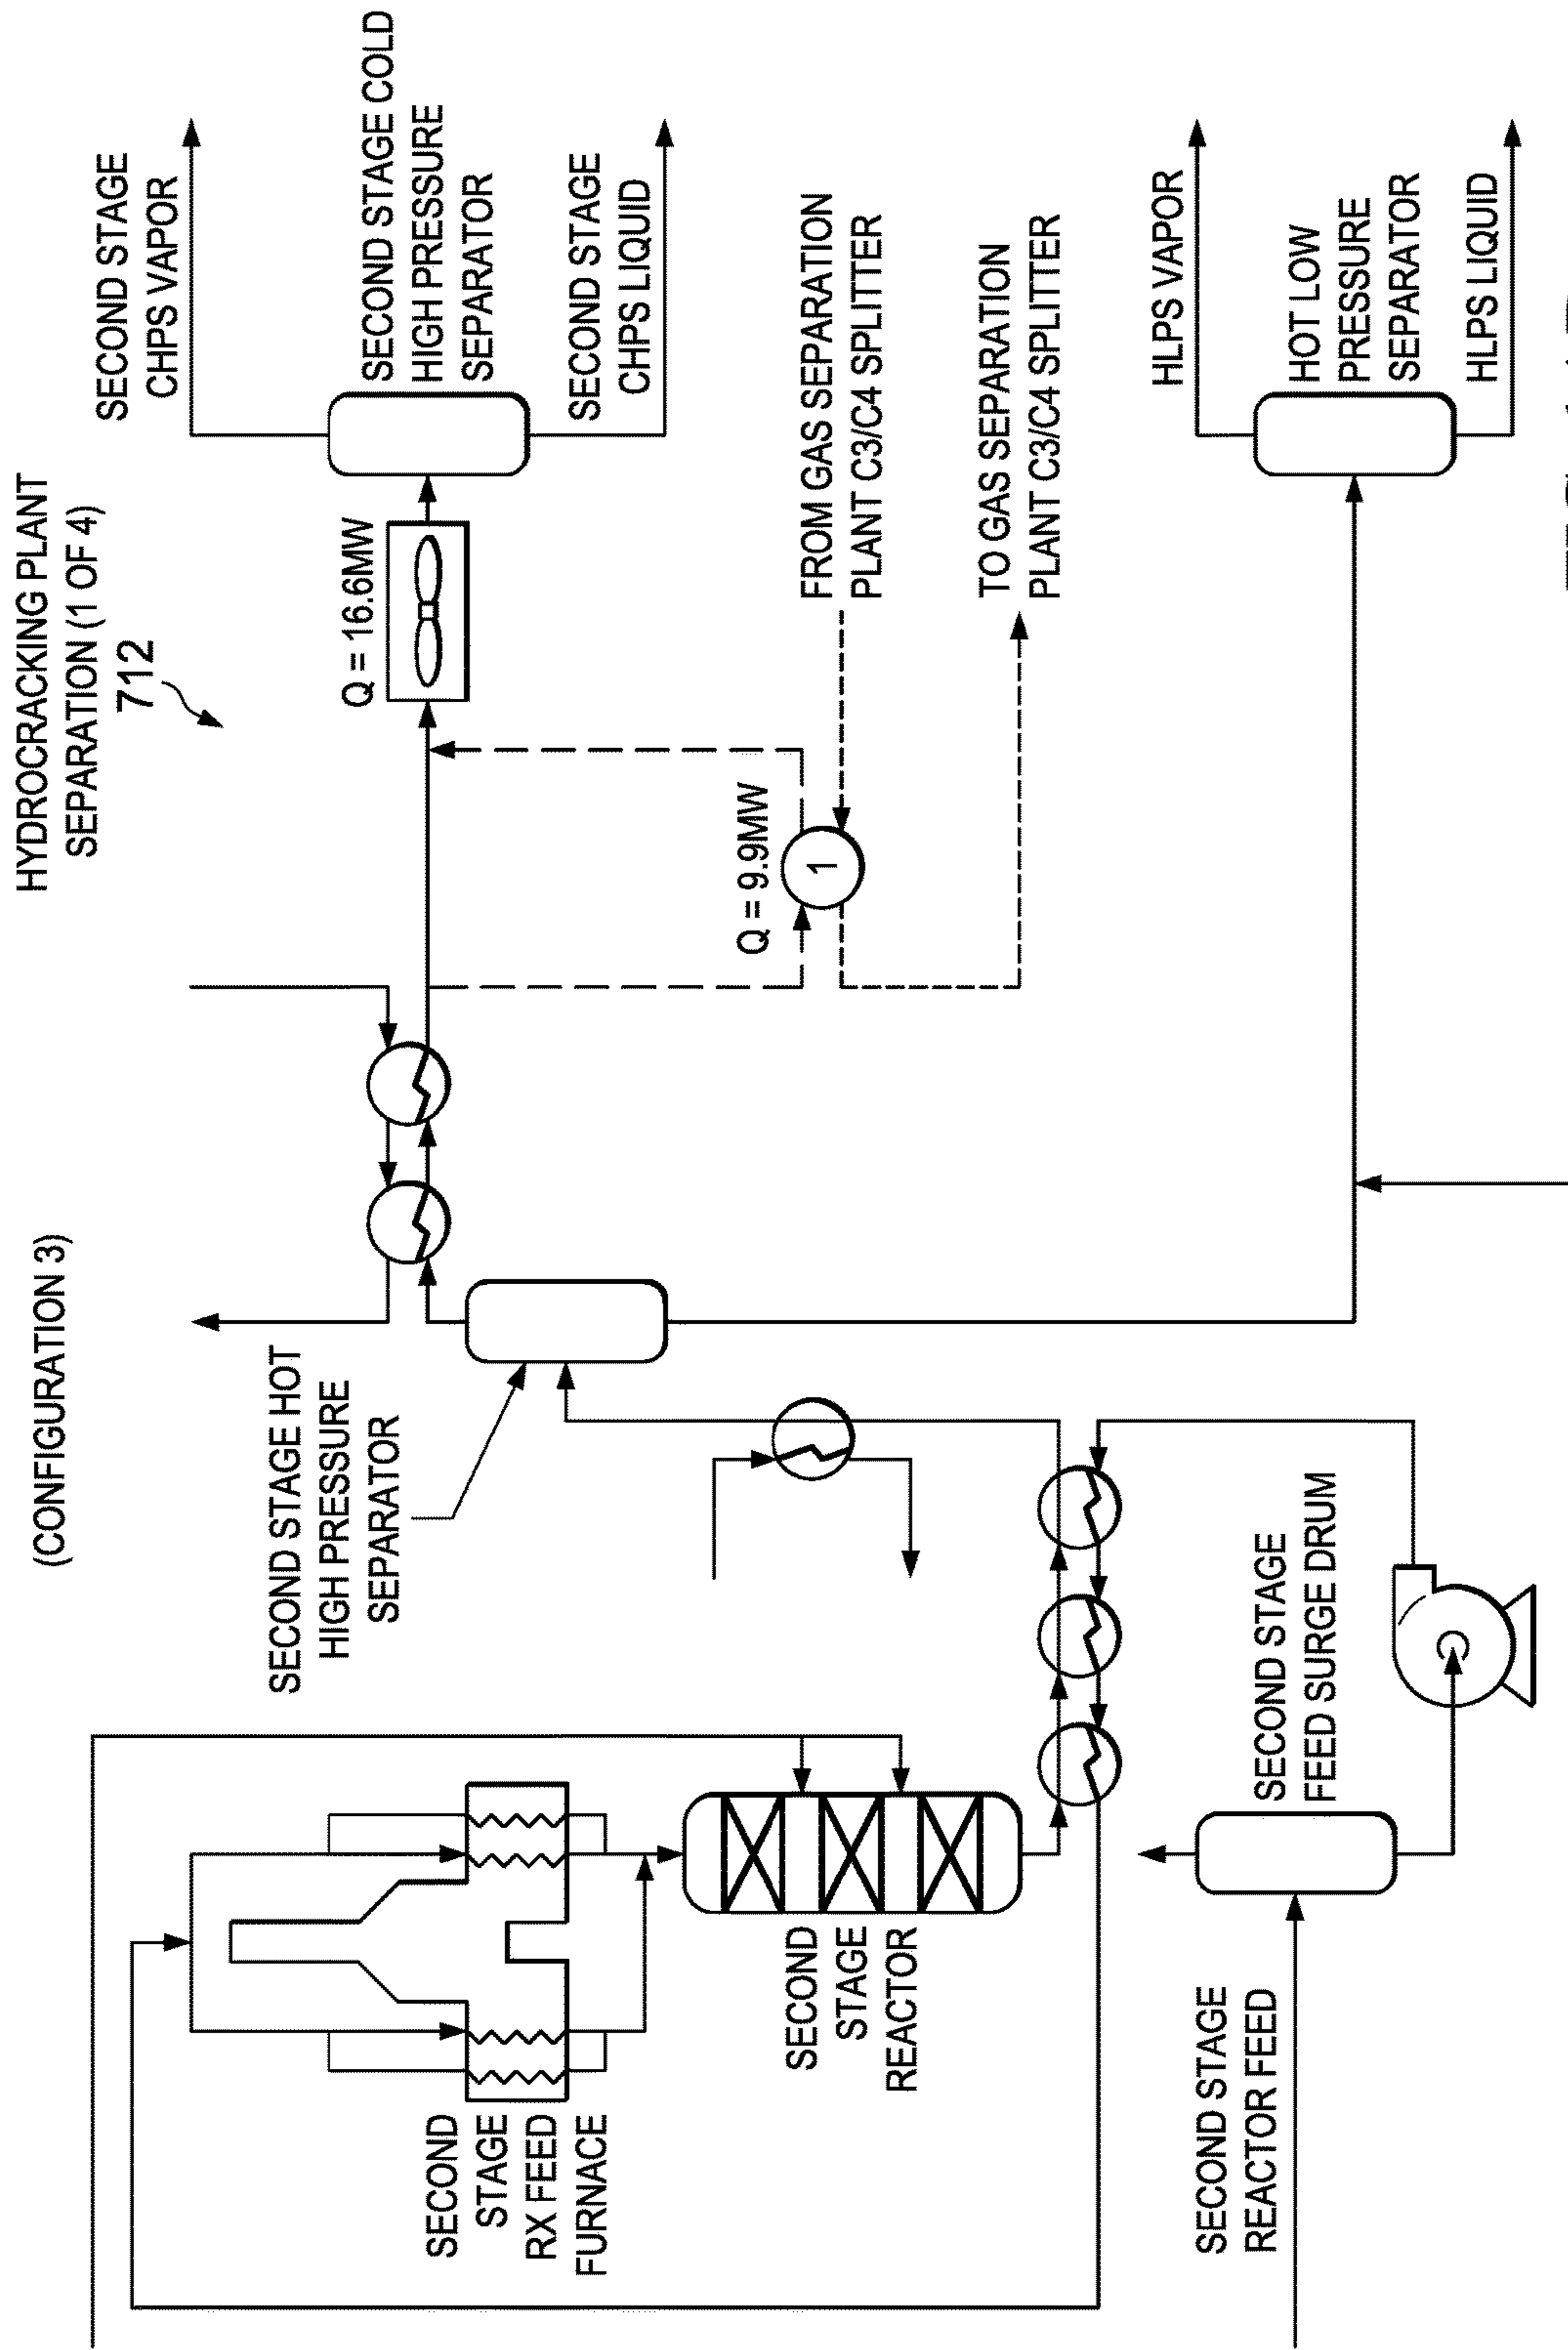 HYDROCRACKING PLANT
SEPARATION (1 OF 4)
712
(CONFIGURATION 3)
SECOND STAGE
CHPS VAPOR
SECOND STAGE COLD
HIGH PRESSURE
SEPARATOR
SECOND STAGE
CHPS LIQUID
Q = 16.6MW
FROM GAS SEPARATION
PLANT C3/C4 SPLITTER
TO GAS SEPARATION
PLANT C3/C4 SPLITTER
Q = 9.9MW
1
HLPS VAPOR
HOT LOW
PRESSURE
SEPARATOR
HLPS LIQUID
SECOND STAGE HOT
HIGH PRESSURE
SEPARATOR
SECOND
STAGE
RX FEED
FURNACE
SECOND
STAGE
REACTOR
SECOND STAGE
FEED SURGE DRUM
SECOND STAGE
REACTOR FEED